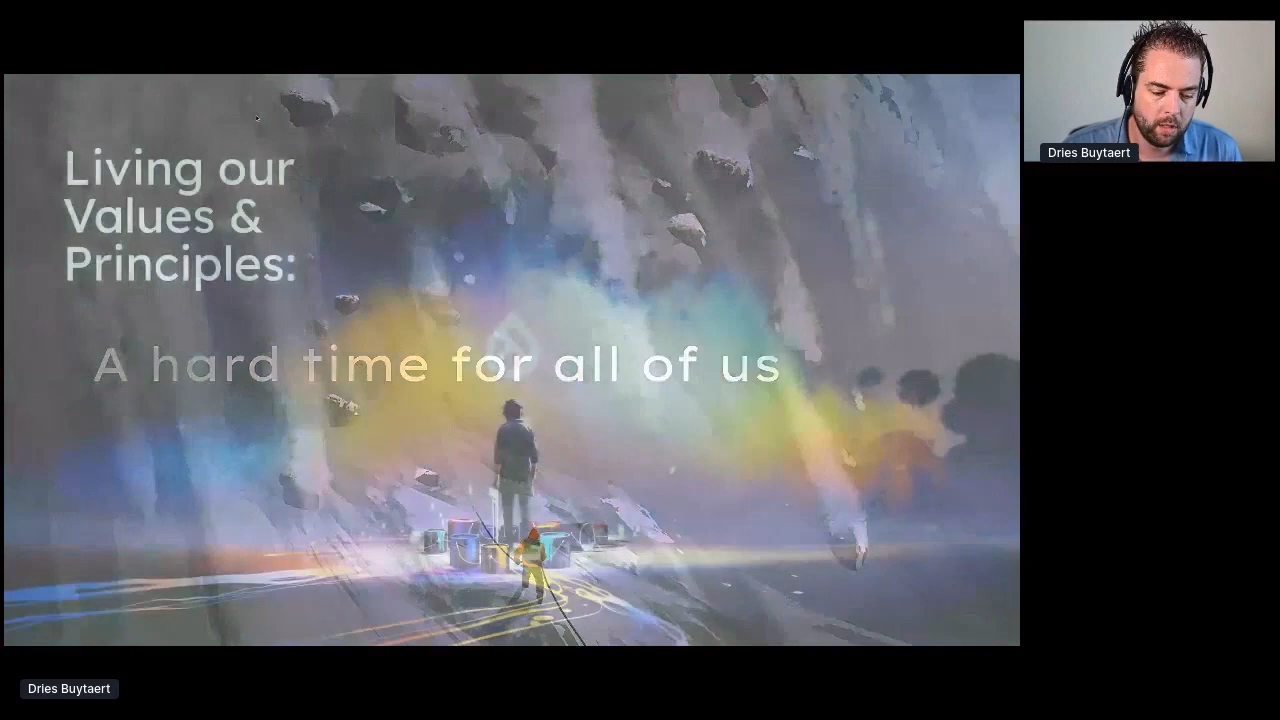 Living our
Values &
Principles:
A hard time for all of us
Dries Buytaert
Dries Buytaert